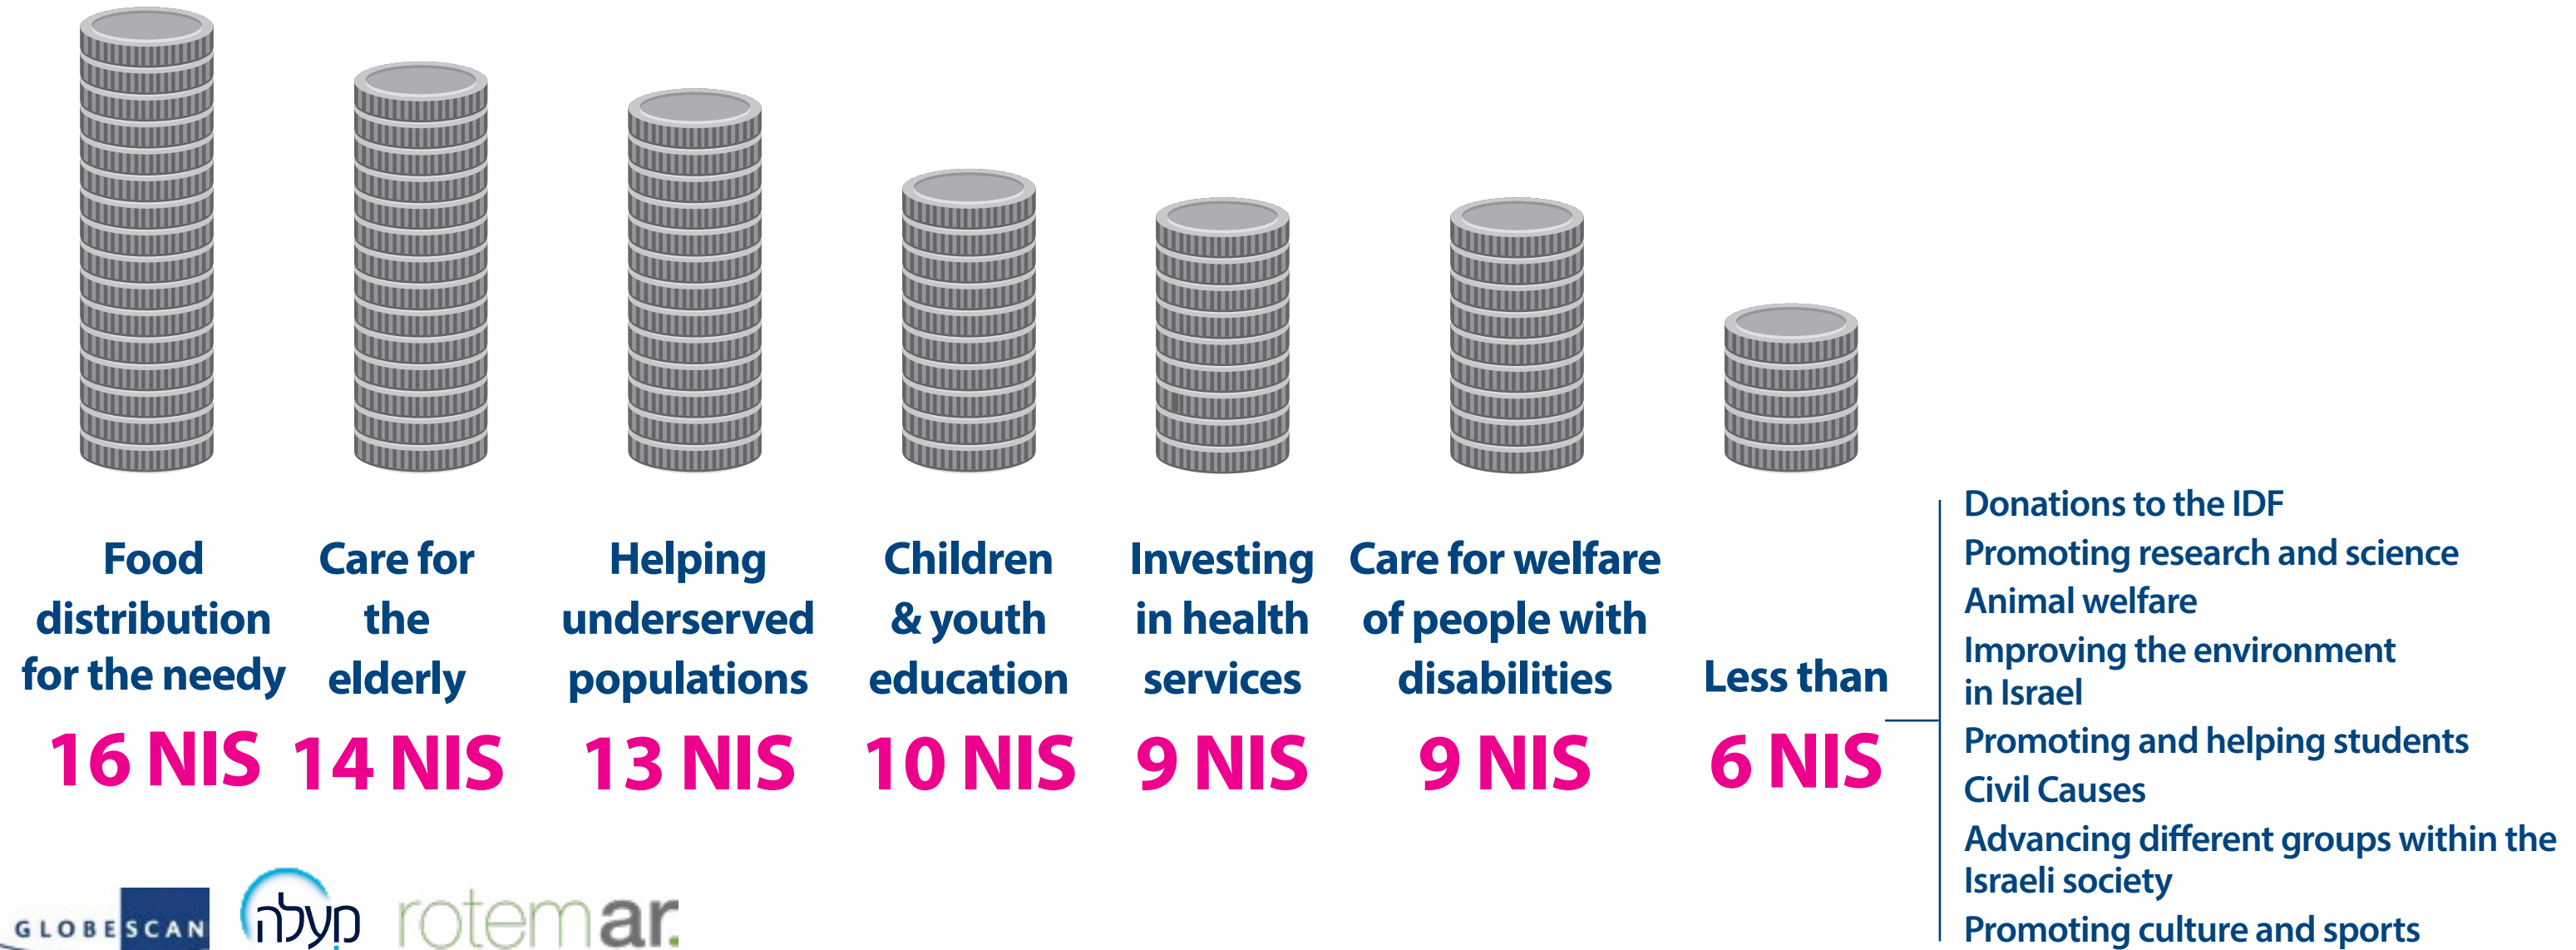 Food
distribution
for the needy
16 NIS
Care for
the
elderly
14 NIS
Helping
underserved
populations
13 NIS
Children
& youth
education
10 NIS
Investing
in health
services
9 NIS
Care for welfare
of people with
disabilities
9 NIS
Less than
6 NIS
Donations to the IDF
Promoting research and science
Animal welfare
Improving the environment
in Israel
Promoting and helping students
Civil Causes
Advancing different groups within the
Israeli society
Promoting culture and sports
GLOBESCAN
מעלה
rotemar.